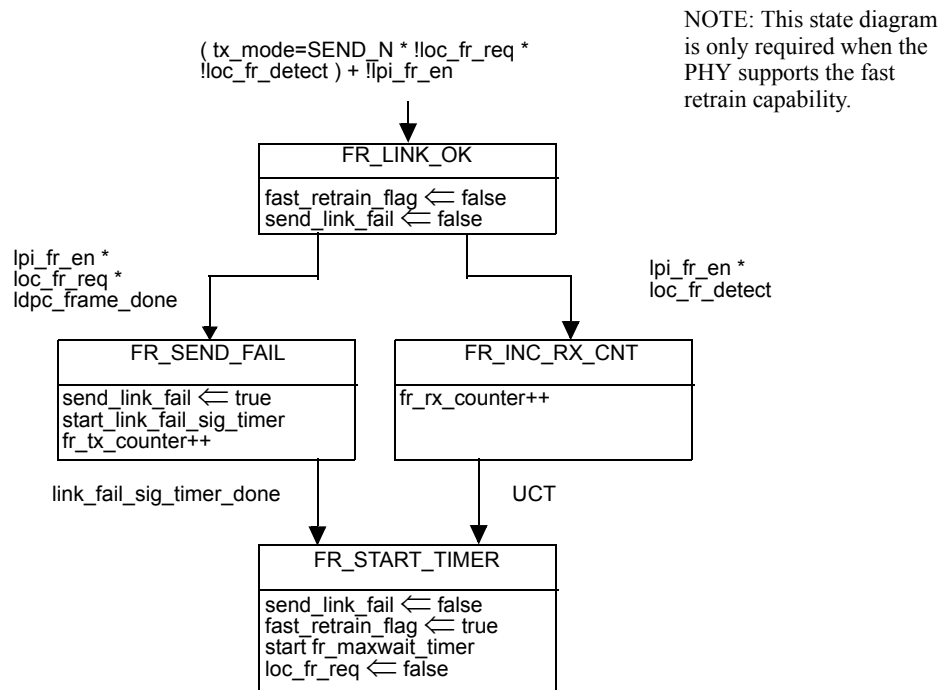 NOTE: This state diagram
is only required when the
PHY supports the fast
retrain capability.
( tx_mode=SEND_N * !loc_fr_req *
!loc_fr_detect ) + !lpi_fr_en
FR_LINK_OK
fast_retrain_flag ⇐ false
send_link_fail ⇐ false
lpi_fr_en *
loc_fr_req *
ldpc_frame_done
lpi_fr_en *
loc_fr_detect
FR_SEND_FAIL
send_link_fail ⇐ true
start_link_fail_sig_timer
fr_tx_counter++
FR_INC_RX_CNT
fr_rx_counter++
link_fail_sig_timer_done
UCT
FR_START_TIMER
send_link_fail ⇐ false
fast_retrain_flag ⇐ true
start fr_maxwait_timer
loc_fr_req ⇐ false